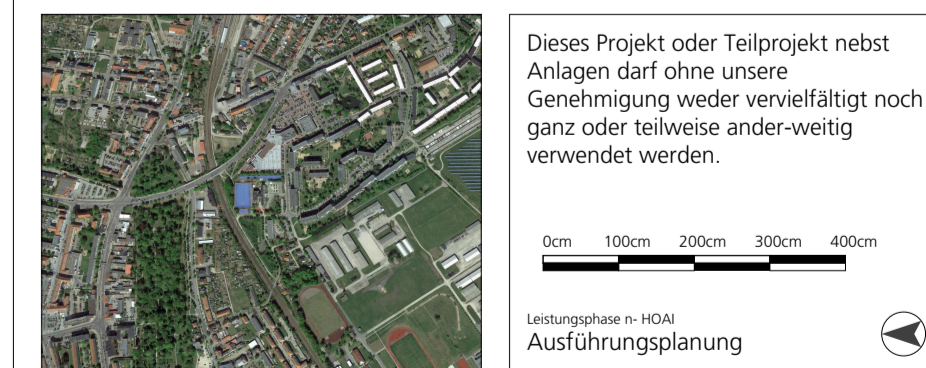 Dieses Projekt oder Teilprojekt nebst
Anlagen darf ohne unsere
Genehmigung weder vervielfältigt noch
ganz oder teilweise ander-weitig
verwendet werden.
0cm 100cm 200cm 300cm 400cm
Leistungsphase n- HOAI
Ausführungsplanung